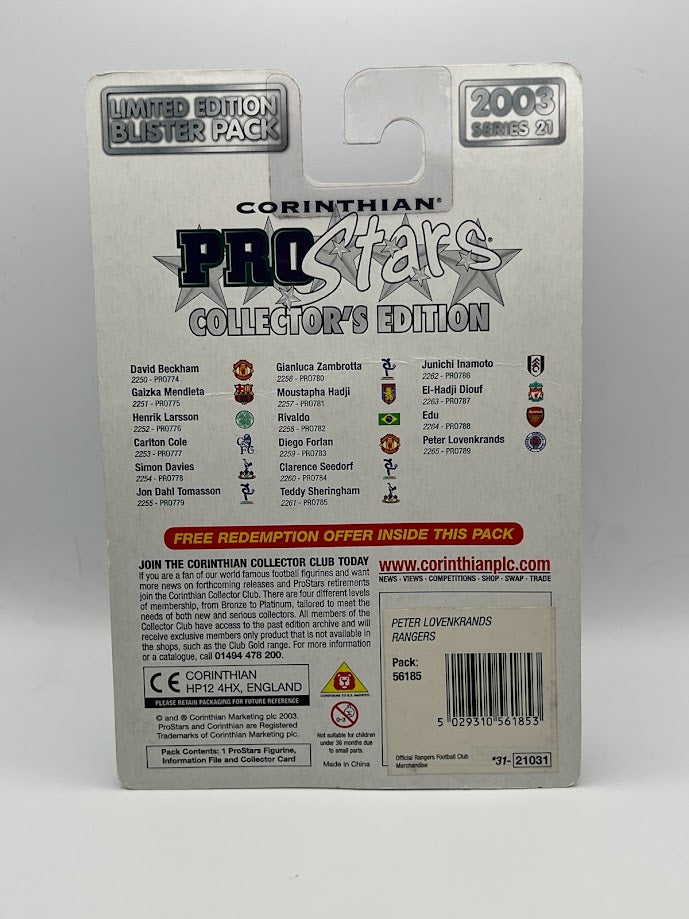 LIMITED EDITION
BLISTER PACK
2003
SERIES 21
CORINTHIAN®
PROStars®
COLLECTOR'S EDITION
David Beckham
2250 - PRO774
Gaizka Mendieta
2251 - PRO775
Henrik Larsson
2252 - PRO776
Carlton Cole
2253 - PRO777
Simon Davies
2254 - PRO778
Jon Dahl Tomasson
2255 - PRO779
Gianluca Zambrotta
2256 - PRO780
Moustapha Hadji
2257 - PRO781
Rivaldo
2258 - PRO782
Diego Forlan
2259 - PRO783
Clarence Seedorf
2260 - PRO784
Teddy Sheringham
2261 - PRO785
Junichi Inamoto
2262 - PRO786
El-Hadji Diouf
2263 - PRO787
Edu
2264 - PRO788
Peter Lovenkrands
2265 - PRO789
FREE REDEMPTION OFFER INSIDE THIS PACK
JOIN THE CORINTHIAN COLLECTOR CLUB TODAY
If you are a fan of our world famous football figurines and want
more news on forthcoming releases and ProStars retirements
join the Corinthian Collector Club. There are four different levels
of membership, from Bronze to Platinum, tailored to meet the
needs of both new and serious collectors. All members of the
Collector Club have access to the past edition archive and will
receive exclusive members only product that is not available in
the shops, such as the Club Gold range. For more information
or a catalogue, call 01494 478 200.
CE CORINTHIAN
HP12 4HX, ENGLAND
PLEASE RETAIN PACKAGING FOR FUTURE REFERENCE
© and ® Corinthian Marketing plc 2003.
ProStars and Corinthian are Registered
Trademarks of Corinthian Marketing plc.
Pack Contents: 1 ProStars Figurine,
Information File and Collector Card
0-3
Not suitable for children
under 36 months due
to small parts.
Made in China
www.corinthianplc.com
NEWS · VIEWS · COMPETITIONS · SHOP · SWAP · TRADE
PETER LOVENKRANDS
RANGERS
Pack:
56185
5 029310 561853
Official Rangers Football Club
Merchandise
*31- 21031